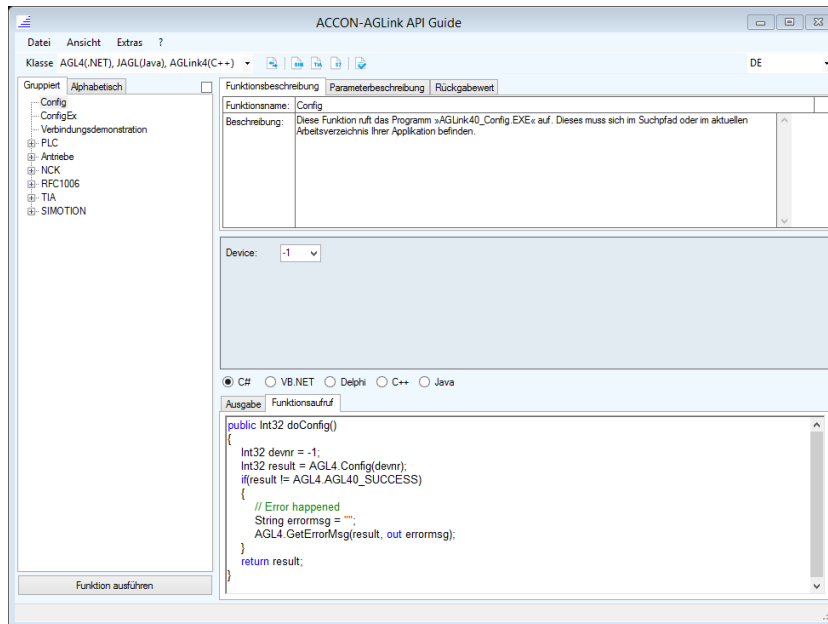 ACCON-AGLink API Guide
Datei Ansicht Extras ?
Klasse AGL4(.NET), JAGL(Java), AGLink4(C++) DE
Gruppiert Alphabetisch
Config
ConfigEx
Verbindungsdemonstration
PLC
Antriebe
NCK
RFC1006
TIA
SIMOTION
Funktion ausführen
Funktionsbeschreibung Parameterbeschreibung Rückgabewert
Funktionsname: Config
Beschreibung: Diese Funktion ruft das Programm »AGLink40_Config.EXE« auf. Dieses muss sich im Suchpfad oder im aktuellen
Arbeitsverzeichnis Ihrer Applikation befinden.
Device: -1
C# VB.NET Delphi C++ Java
Ausgabe Funktionsaufruf
public Int32 doConfig()
{
Int32 devnr = -1;
Int32 result = AGL4.Config(devnr);
if(result != AGL4.AGL40_SUCCESS)
{
// Error happened
String errormsg = "";
AGL4.GetErrorMsg(result, out errormsg);
}
return result;
}